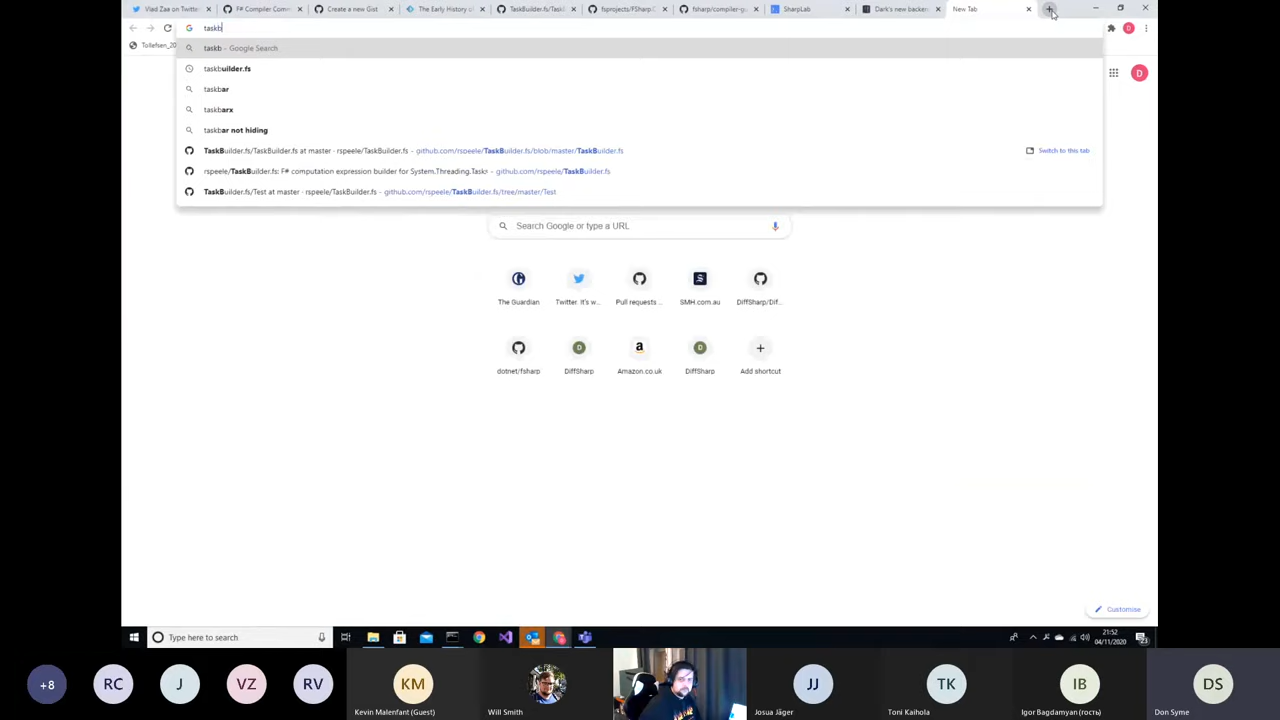 Vlad Zaa on Twitter
F# Compiler Comm
Create a new Gist
The Early History of
TaskBuilder.fs/Task
fsprojects/FSharp.C
fsharp/compiler-gu
SharpLab
Dark's new backen
New Tab
taskb
D
Tollefsen_20
taskb - Google Search
taskbuilder.fs
taskbar
taskbarx
taskbar not hiding
TaskBuilder.fs/TaskBuilder.fs at master · rspeele/TaskBuilder.fs - github.com/rspeele/TaskBuilder.fs/blob/master/TaskBuilder.fs
Switch to this tab
rspeele/TaskBuilder.fs: F# computation expression builder for System.Threading.Tasks - github.com/rspeele/TaskBuilder.fs
TaskBuilder.fs/Test at master · rspeele/TaskBuilder.fs - github.com/rspeele/TaskBuilder.fs/tree/master/Test
D
Search Google or type a URL
The Guardian
Twitter. It's w...
Pull requests ...
SMH.com.au
DiffSharp/Dif...
D
a
D
dotnet/fsharp
DiffSharp
Amazon.co.uk
DiffSharp
Add shortcut
Customise
Type here to search
21:52
04/11/2020
23
+8
RC
J
VZ
RV
KM
JJ
TK
IB
DS
Kevin Malenfant (Guest)
Will Smith
Josua Jäger
Toni Kaihola
Igor Bagdamyan (гость)
Don Syme